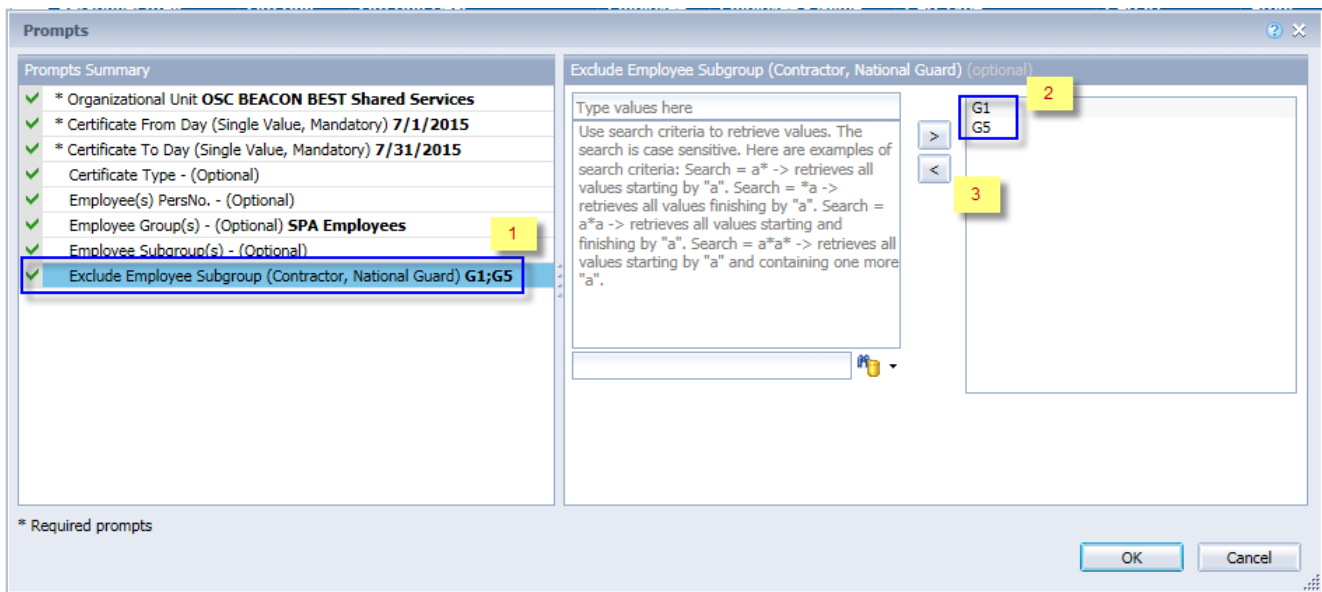 Prompts
Prompts Summary
* Organizational Unit OSC BEACON BEST Shared Services
* Certificate From Day (Single Value, Mandatory) 7/1/2015
* Certificate To Day (Single Value, Mandatory) 7/31/2015
Certificate Type - (Optional)
Employee(s) PersNo. - (Optional)
Employee Group(s) - (Optional) SPA Employees
1
Employee Subgroup(s) - (Optional)
Exclude Employee Subgroup (Contractor, National Guard) G1;G5
Exclude Employee Subgroup (Contractor, National Guard) (optional)
Type values here
Use search criteria to retrieve values. The
search is case sensitive. Here are examples of
search criteria: Search = a* -> retrieves all
values starting by "a". Search = *a ->
retrieves all values finishing by "a". Search =
a*a -> retrieves all values starting and
finishing by "a". Search = a*a* -> retrieves all
values starting by "a" and containing one more
"a".
>
<
3
G1
G5
2
* Required prompts
OK
Cancel